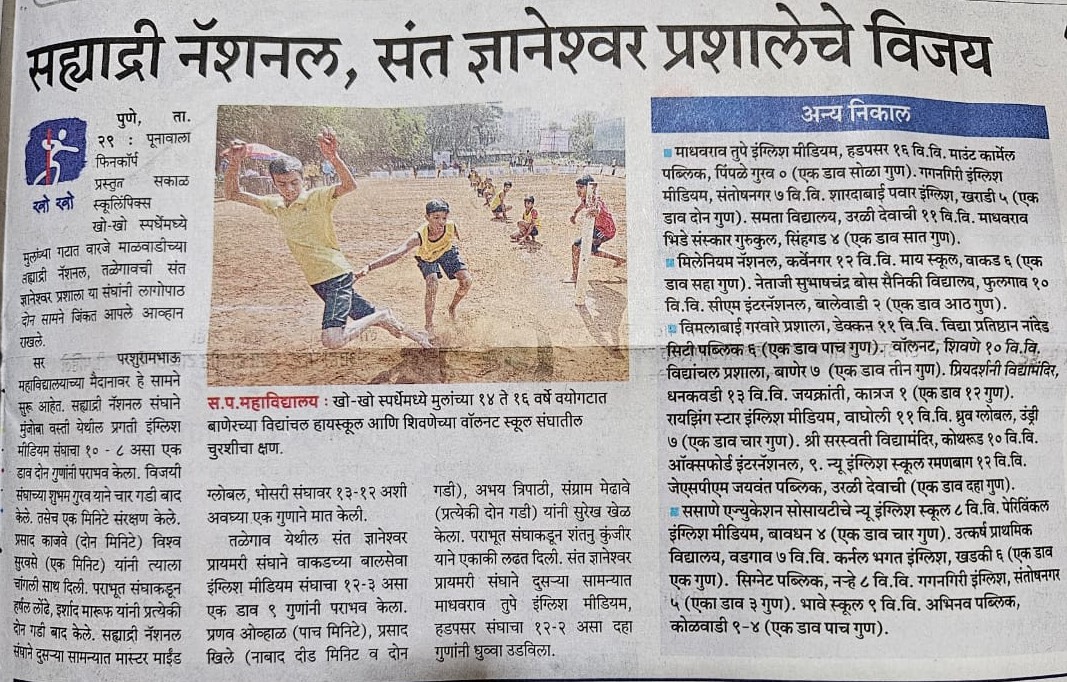 सह्याद्री नॅशनल, संत ज्ञानेश्वर प्रशालेचे विजय
खो खो
पुणे, ता.
२९ : पूनावाला
फिनकॉर्प
प्रस्तुत सकाळ
स्कूलिंपिक्स
खो-खो स्पर्धेमध्ये
मुलांच्या गटात वारजे माळवाडीच्या
सह्याद्री नॅशनल, तळेगावची संत
ज्ञानेश्वर प्रशाला या संघांनी लागोपाठ
दोन सामने जिंकत आपले आव्हान
राखले.
सर परशुरामभाऊ
महाविद्यालयाच्या मैदानावर हे सामने
सुरू आहेत. सह्याद्री नॅशनल संघाने
मुंजोबा वस्ती येथील प्रगती इंग्लिश
मीडियम संघाचा १० - ८ असा एक
डाव दोन गुणांनी पराभव केला. विजयी
संघाच्या शुभम गुरव याने चार गडी बाद
केले. तसेच एक मिनिटे संरक्षण केले.
प्रसाद काजवे (दोन मिनिटे) विश्व
सुरवसे (एक मिनिट) यांनी त्याला
चांगली साथ दिली. पराभूत संघाकडून
हर्षल लोंढे, इर्शाद मारूफ यांनी प्रत्येकी
दोन गडी बाद केले. सह्याद्री नॅशनल
संघाने दुसऱ्या सामन्यात मास्टर माईंड
स.प.महाविद्यालय : खो-खो स्पर्धेमध्ये मुलांच्या १४ ते १६ वर्षे वयोगटात
बाणेरच्या विद्यांचल हायस्कूल आणि शिवणेच्या वॉलनट स्कूल संघातील
चुरशीचा क्षण.
ग्लोबल, भोसरी संघावर १३-१२ अशी
अवघ्या एक गुणाने मात केली.
तळेगाव येथील संत ज्ञानेश्वर
प्रायमरी संघाने वाकडच्या बालसेवा
इंग्लिश मीडियम संघाचा १२-३ असा
एक डाव ९ गुणांनी पराभव केला.
प्रणव ओव्हाळ (पाच मिनिटे), प्रसाद
खिले (नाबाद दीड मिनिट व दोन
गडी), अभय त्रिपाठी, संग्राम मेढावे
(प्रत्येकी दोन गडी) यांनी सुरेख खेळ
केला. पराभूत संघाकडून शंतनु कुंजीर
याने एकाकी लढत दिली. संत ज्ञानेश्वर
प्रायमरी संघाने दुसऱ्या सामन्यात
माधवराव तुपे इंग्लिश मीडियम,
हडपसर संघाचा १२-२ असा दहा
गुणांनी धुव्वा उडविला.
अन्य निकाल
माधवराव तुपे इंग्लिश मीडियम, हडपसर १६ वि.वि. माउंट कार्मेल
पब्लिक, पिंपळे गुरव ० (एक डाव सोळा गुण). गगनगिरी इंग्लिश
मीडियम, संतोषनगर ७ वि.वि. शारदाबाई पवार इंग्लिश, खराडी ५ (एक
डाव दोन गुण). समता विद्यालय, उरळी देवाची ११ वि.वि. माधवराव
भिडे संस्कार गुरुकुल, सिंहगड ४ (एक डाव सात गुण).
मिलेनियम नॅशनल, कर्वेनगर १२ वि.वि. माय स्कूल, वाकड ६ (एक
डाव सहा गुण). नेताजी सुभाषचंद्र बोस सैनिकी विद्यालय, फुलगाव १०
वि.वि. सीएम इंटरनॅशनल, बालेवाडी २ (एक डाव आठ गुण).
विमलाबाई गरवारे प्रशाला, डेक्कन ११ वि.वि. विद्या प्रतिष्ठान नांदेड
सिटी पब्लिक ६ (एक डाव पाच गुण). वॉलनट, शिवणे १० वि.वि.
विद्यांचल प्रशाला, बाणेर ७ (एक डाव तीन गुण). प्रियदर्शनी विद्यामंदिर,
धनकवडी १३ वि.वि. जयक्रांती, कात्रज १ (एक डाव १२ गुण).
रायझिंग स्टार इंग्लिश मीडियम, वाघोली ११ वि.वि. ध्रुव ग्लोबल, उंड्री
७ (एक डाव चार गुण). श्री सरस्वती विद्यामंदिर, कोथरूड १० वि.वि.
ऑक्सफोर्ड इंटरनॅशनल, ९. न्यू इंग्लिश स्कूल रमणबाग १२ वि.वि.
जेएसपीएम जयवंत पब्लिक, उरळी देवाची (एक डाव दहा गुण).
ससाणे एज्युकेशन सोसायटीचे न्यू इंग्लिश स्कूल ८ वि.वि. पेरिविंकल
इंग्लिश मीडियम, बावधन ४ (एक डाव चार गुण). उत्कर्ष प्राथमिक
विद्यालय, वडगाव ७ वि.वि. कर्नल भगत इंग्लिश, खडकी ६ (एक डाव
एक गुण). सिग्नेट पब्लिक, नऱ्हे ८ वि.वि. गगनगिरी इंग्लिश, संतोषनगर
५ (एका डाव ३ गुण). भावे स्कूल ९ वि.वि. अभिनव पब्लिक,
कोळवाडी ९-४ (एक डाव पाच गुण).